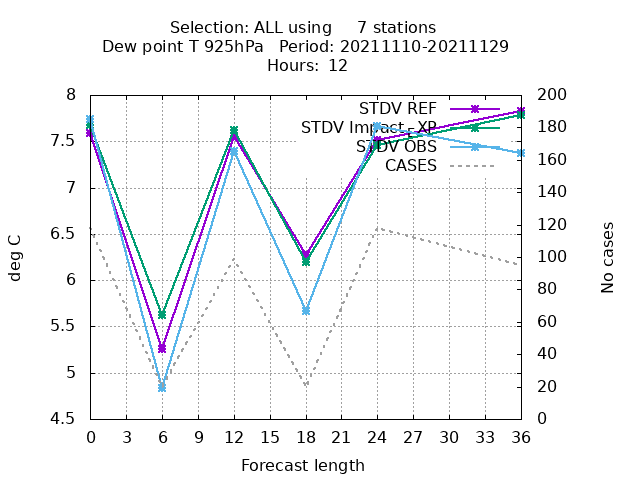 Selection: ALL using     7 stations
Dew point T 925hPa   Period: 20211110-20211129
Hours:  12
STDV REF
STDV Impact_XP
STDV OBS
CASES
8
7.5
7
6.5
6
5.5
5
4.5
deg C
200
180
160
140
120
100
80
60
40
20
0
No cases
0 3 6 9 12 15 18 21 24 27 30 33 36
Forecast length